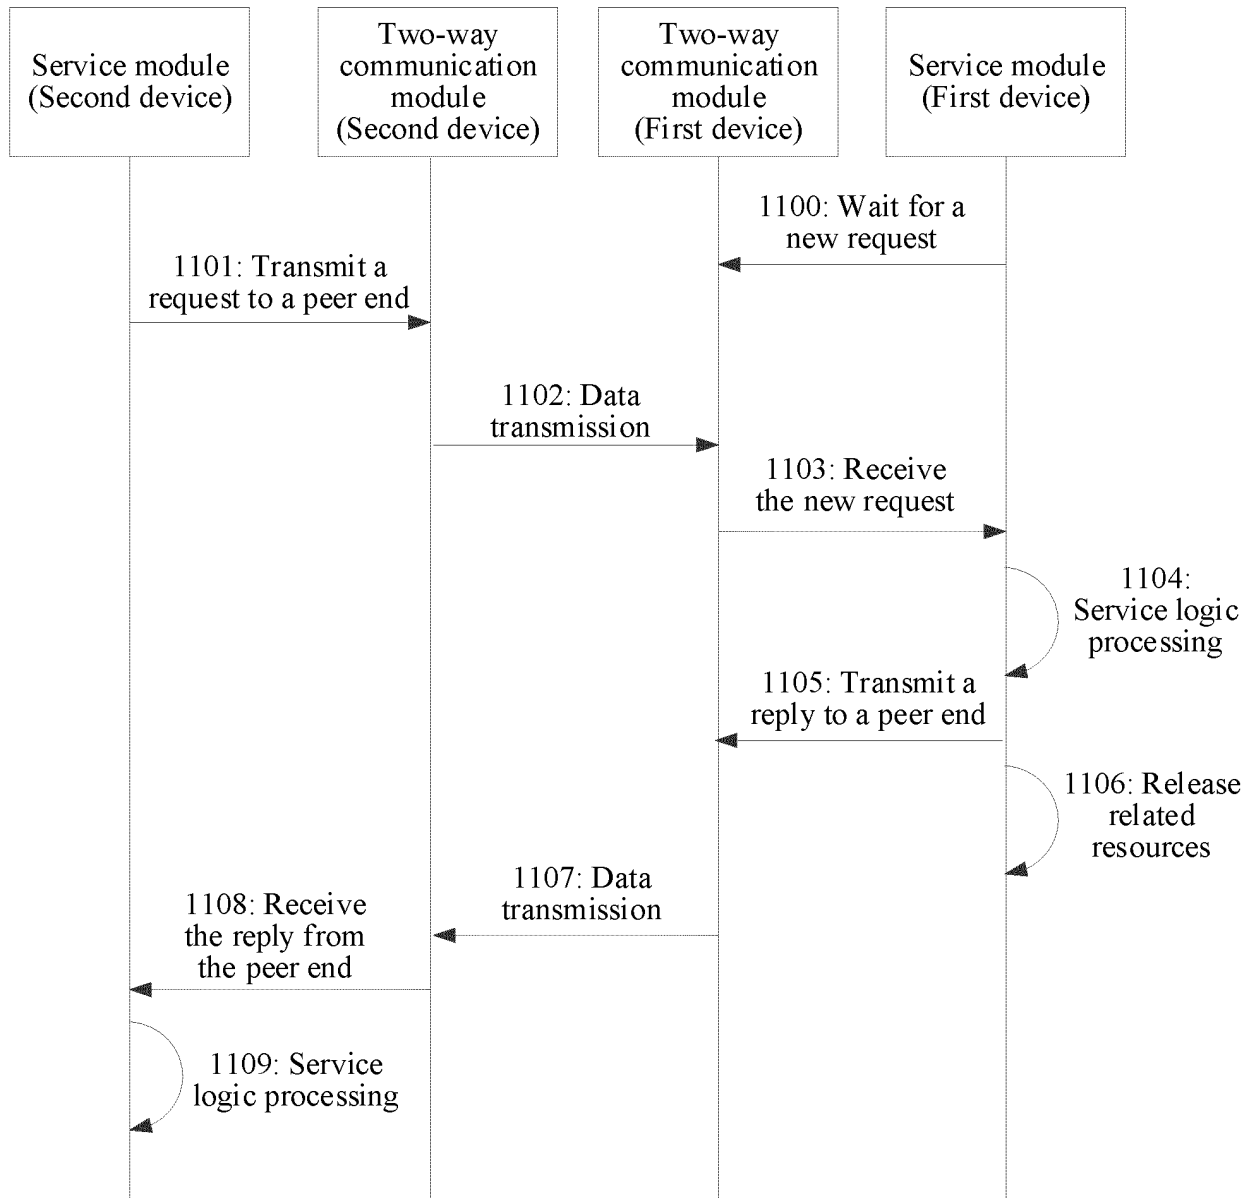 Service module
(Second device)
Two-way
communication
module
(Second device)
Two-way
communication
module
(First device)
Service module
(First device)
1100: Wait for a
new request
1101: Transmit a
request to a peer end
1102: Data
transmission
1103: Receive
the new request
1104:
Service logic
processing
1105: Transmit a
reply to a peer end
1106: Release
related
resources
1107: Data
transmission
1108: Receive
the reply from
the peer end
1109: Service
logic processing